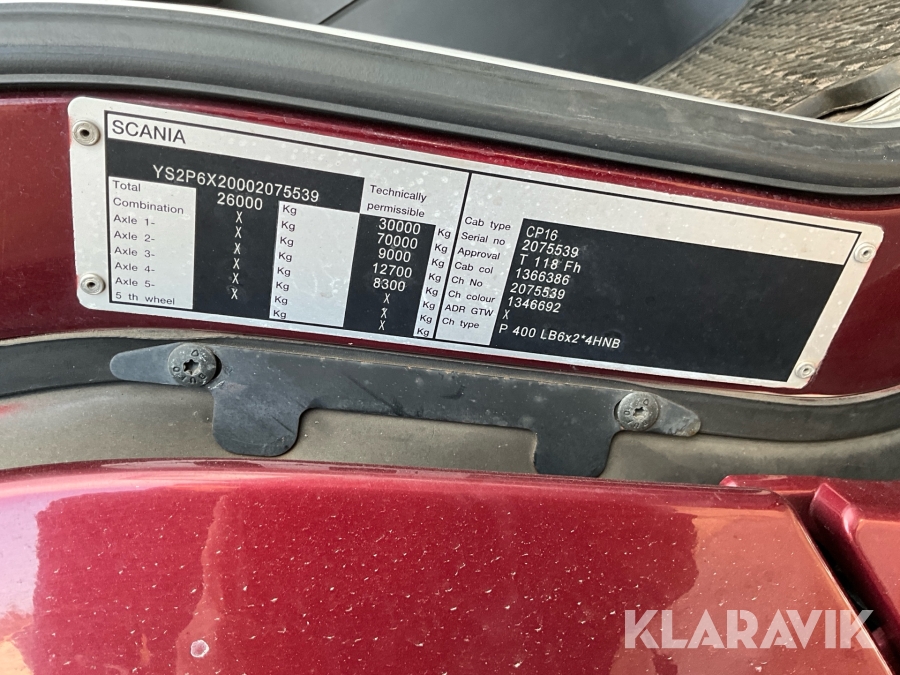 SCANIA
YS2P6X20002075539
Technically
permissible
Total 26000 Kg 30000 Kg
Combination X Kg 70000 Kg
Axle 1- X Kg 9000 Kg
Axle 2- X Kg 12700 Kg
Axle 3- X Kg 8300 Kg
Axle 4- X Kg X Kg
Axle 5- X Kg X Kg
5 th wheel
Cab type CP16
Serial no 2075539
Approval T 118 Fh
Cab col 1366386
Ch No 2075539
Ch colour 1346692
ADR GTW X
Ch type P 400 LB6x2*4HNB
KLARAVIK